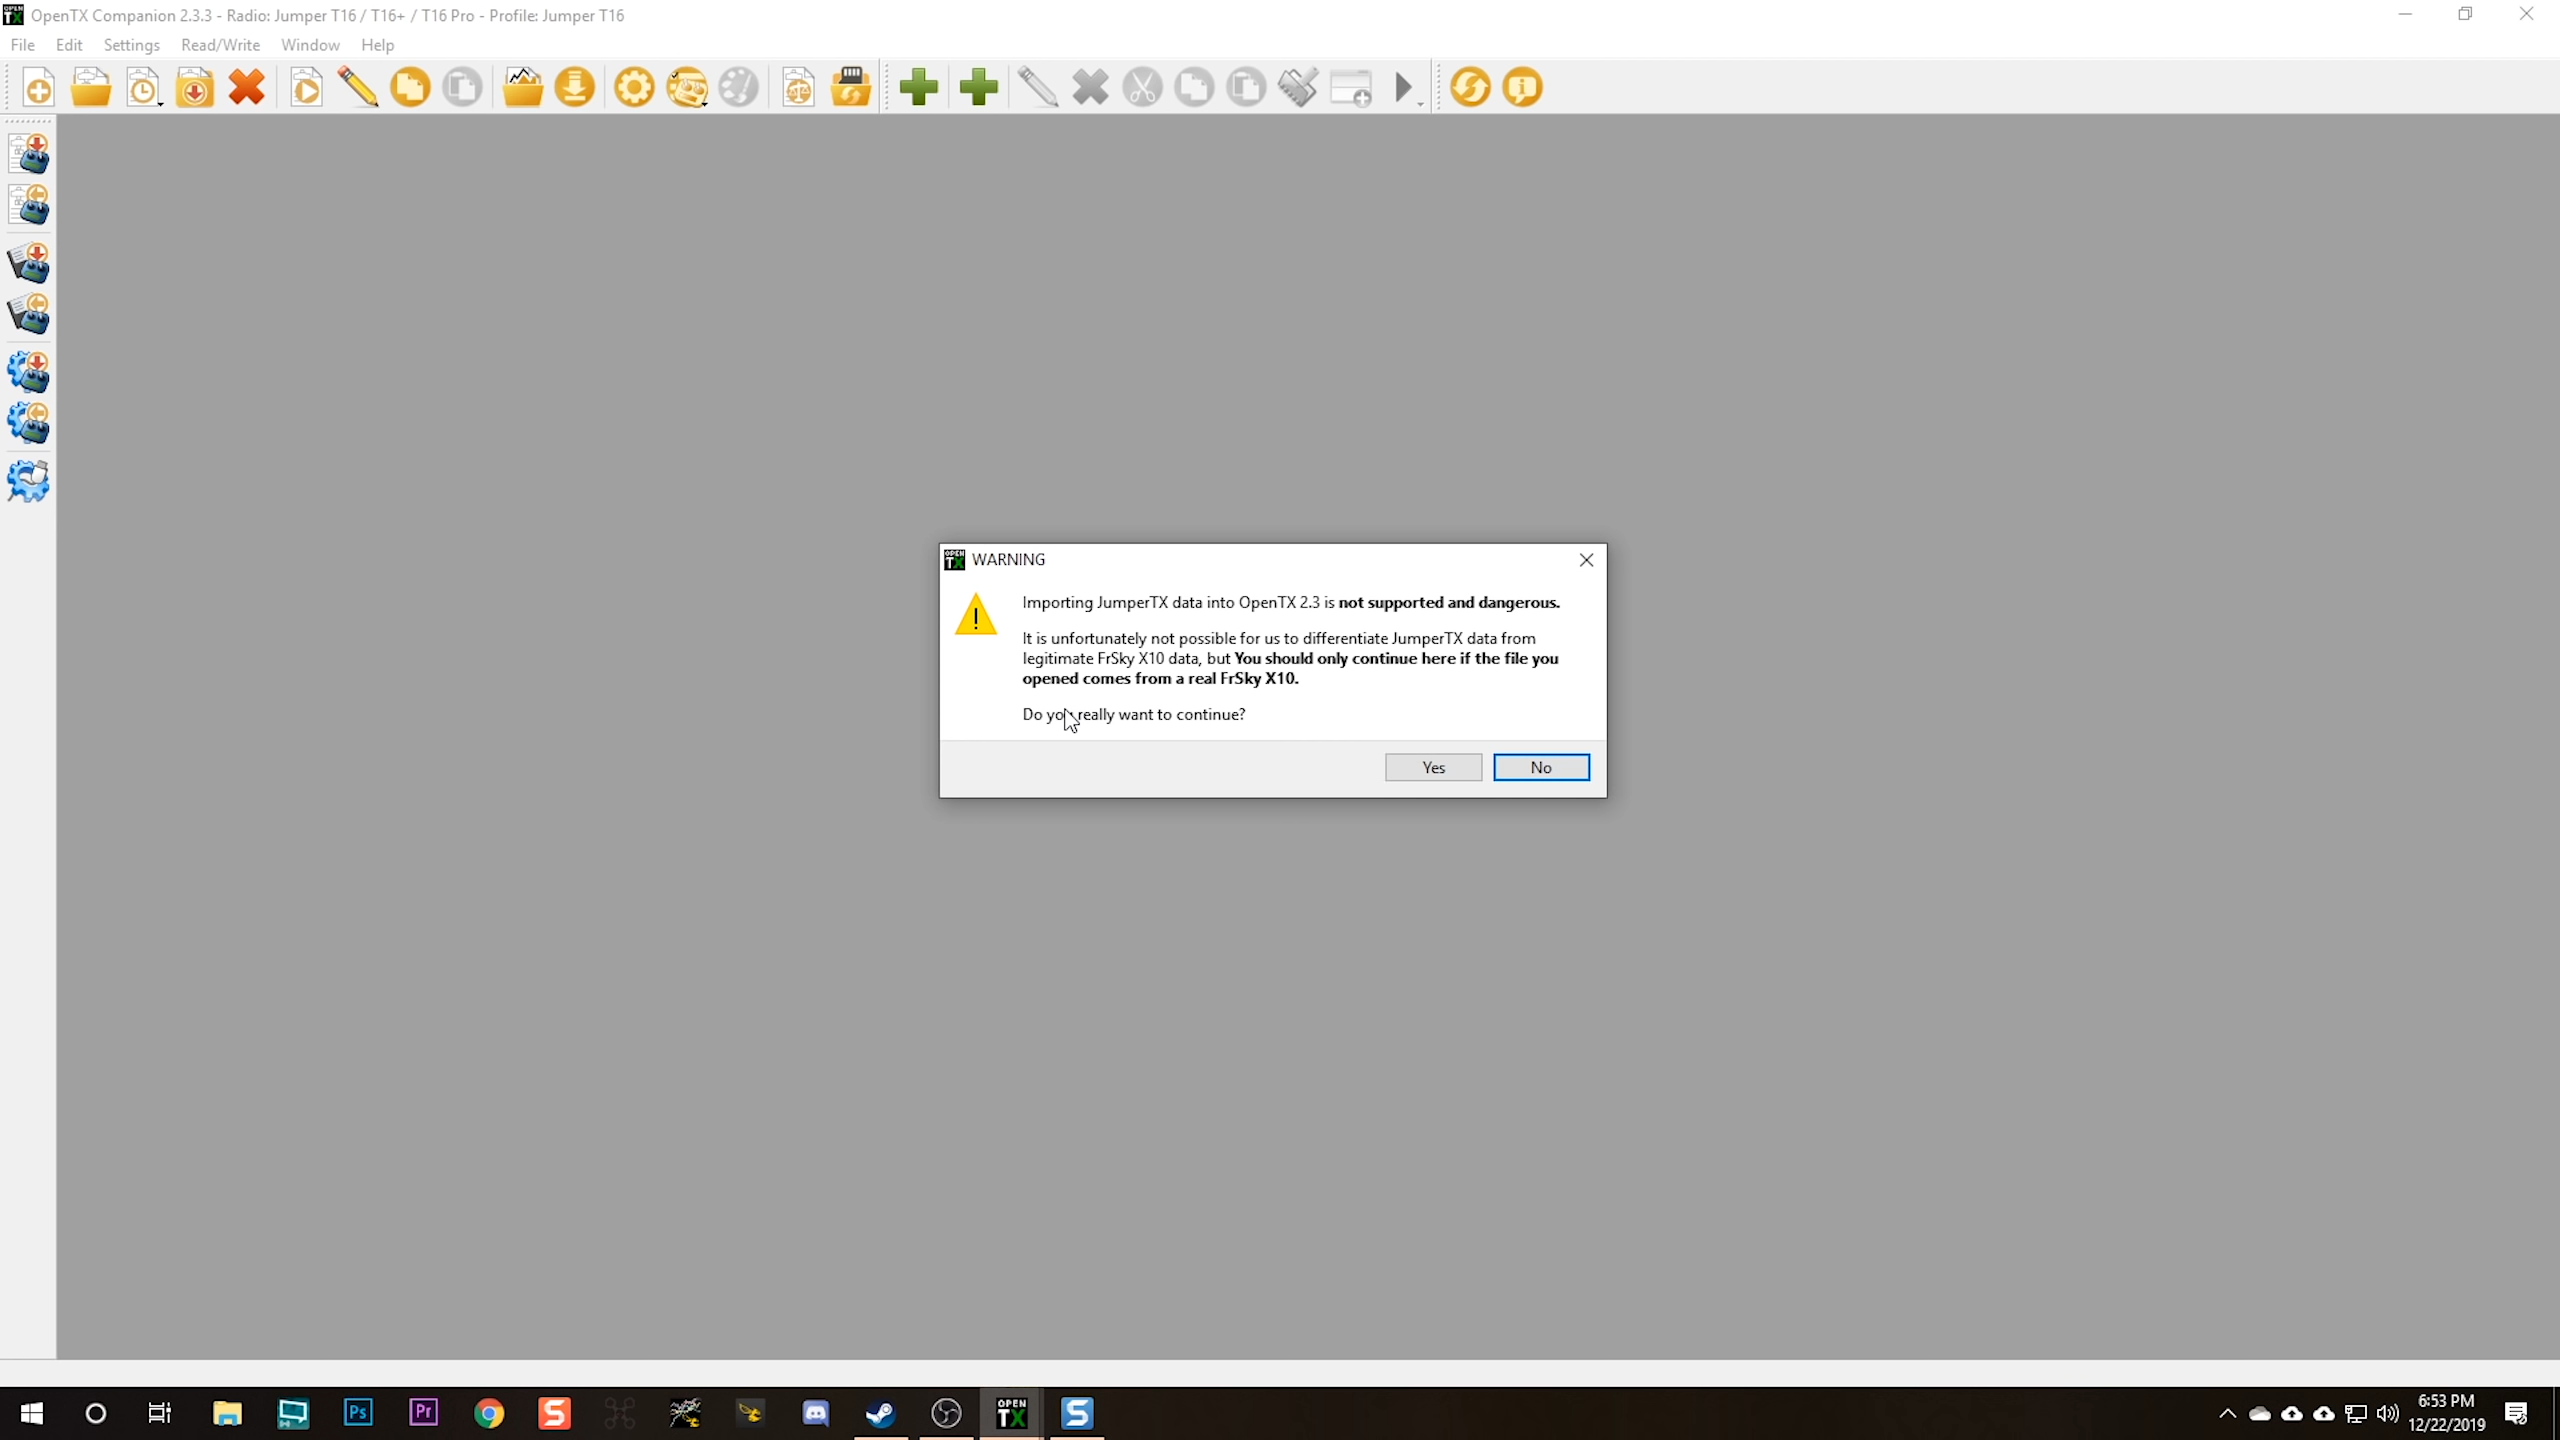 OpenTX Companion 2.3.3 - Radio: Jumper T16 / T16+ / T16 Pro - Profile: Jumper T16
File Edit Settings Read/Write Window Help
WARNING
Importing JumperTX data into OpenTX 2.3 is not supported and dangerous.
It is unfortunately not possible for us to differentiate JumperTX data from
legitimate FrSky X10 data, but You should only continue here if the file you
opened comes from a real FrSky X10.
Do you really want to continue?
Yes No
Ps Pr S OPEN TX S
6:53 PM
12/22/2019